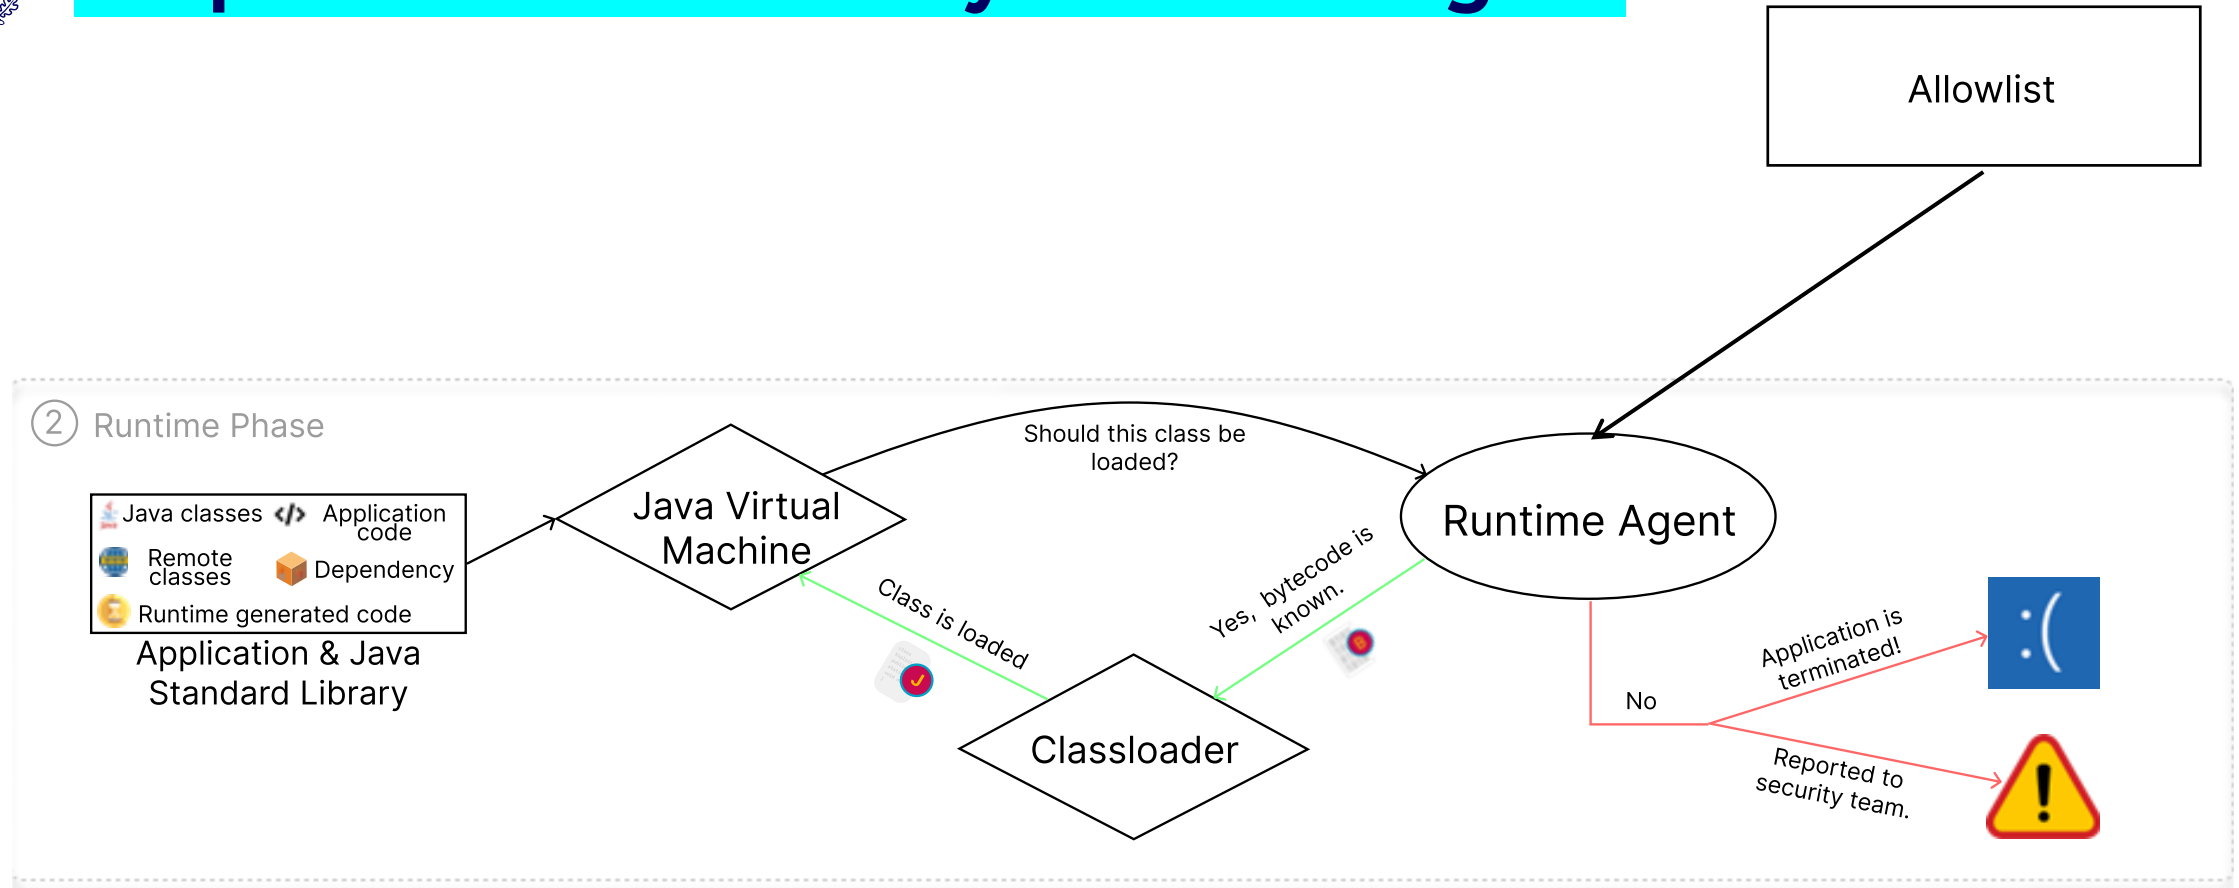 Allowlist
2 Runtime Phase
Should this class be
loaded?
Java Virtual
Machine
Runtime Agent
Java classes
Application
code
Remote
classes
Dependency
Runtime generated code
Application & Java
Standard Library
Class is loaded
Yes, bytecode is
known.
Classloader
No
Application is
terminated!
:(
Reported to
security team.